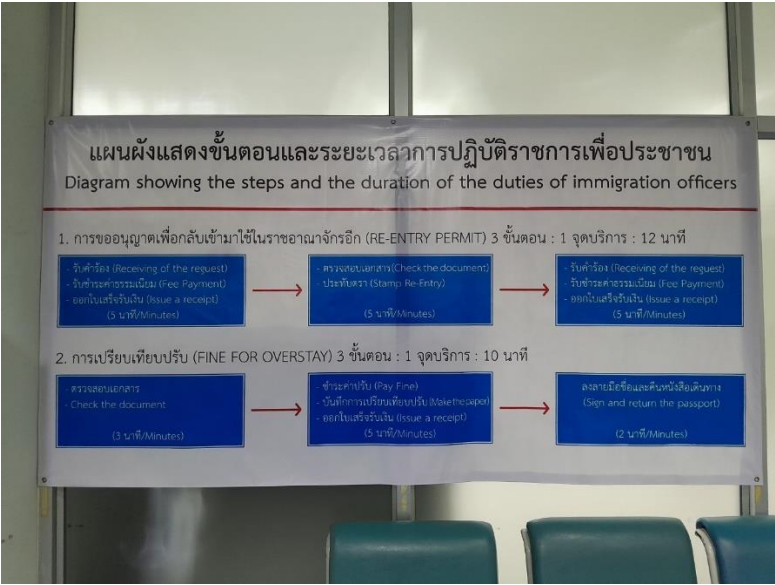 แผนผังแสดงขั้นตอนและระยะเวลาการปฏิบัติราชการเพื่อประชาชน
Diagram showing the steps and the duration of the duties of immigration officers
1. การขออนุญาตเพื่อกลับเข้ามาใช้ในราชอาณาจักรอีก (RE-ENTRY PERMIT) 3 ขั้นตอน : 1 จุดบริการ : 12 นาที
- รับคำร้อง (Receiving of the reguest)
- รับชำระค่าธรรมเนียม (Fee Payment)
- ออกใบเสร็จรับเงิน (Issue a receipt)
(5 นาที/Minutes)
- ตรวจสอบเอกสาร(Check the document)
- ประทับตรา (Stamp Re-Entry)
(5 นาที/Minutes)
- รับคำร้อง (Receiving of the reguest)
- รับชำระค่าธรรมเนียม (Fee Payment)
- ออกใบเสร็จรับเงิน (Issue a receipt)
(5 นาที/Minutes)
2. การเปรียบเทียบปรับ (FINE FOR OVERSTAY) 3 ขั้นตอน : 1 จุดบริการ : 10 นาที
- ตรวจสอบเอกสาร
- Check the document
(3 นาที/Minutes)
- ชำระค่าปรับ (Pay Fine)
- บันทึกการเปรียบเทียบปรับ (Make the paper)
- ออกใบเสร็จรับเงิน (Issue a receipt)
(5 นาที/Minutes)
ลงลายมือชื่อและคืนหนังสือเดินทาง
(Sign and return the passport)
(2 นาที/Minutes)